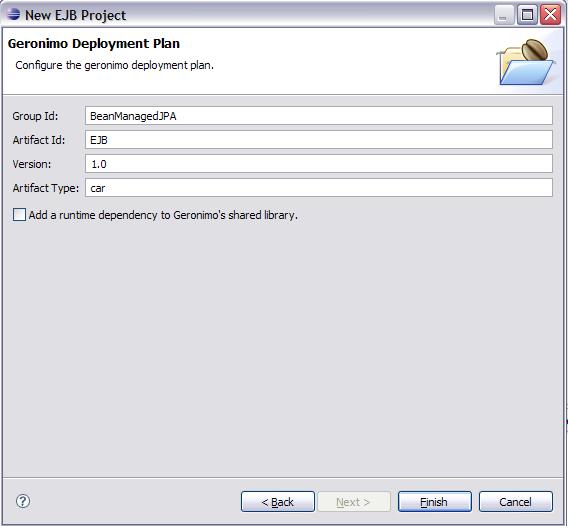 New EJB Project
Geronimo Deployment Plan
Configure the geronimo deployment plan.
Group Id: BeanManagedJPA
Artifact Id: EJB
Version: 1.0
Artifact Type: car
Add a runtime dependency to Geronimo's shared library.
? < Back Next > Finish Cancel